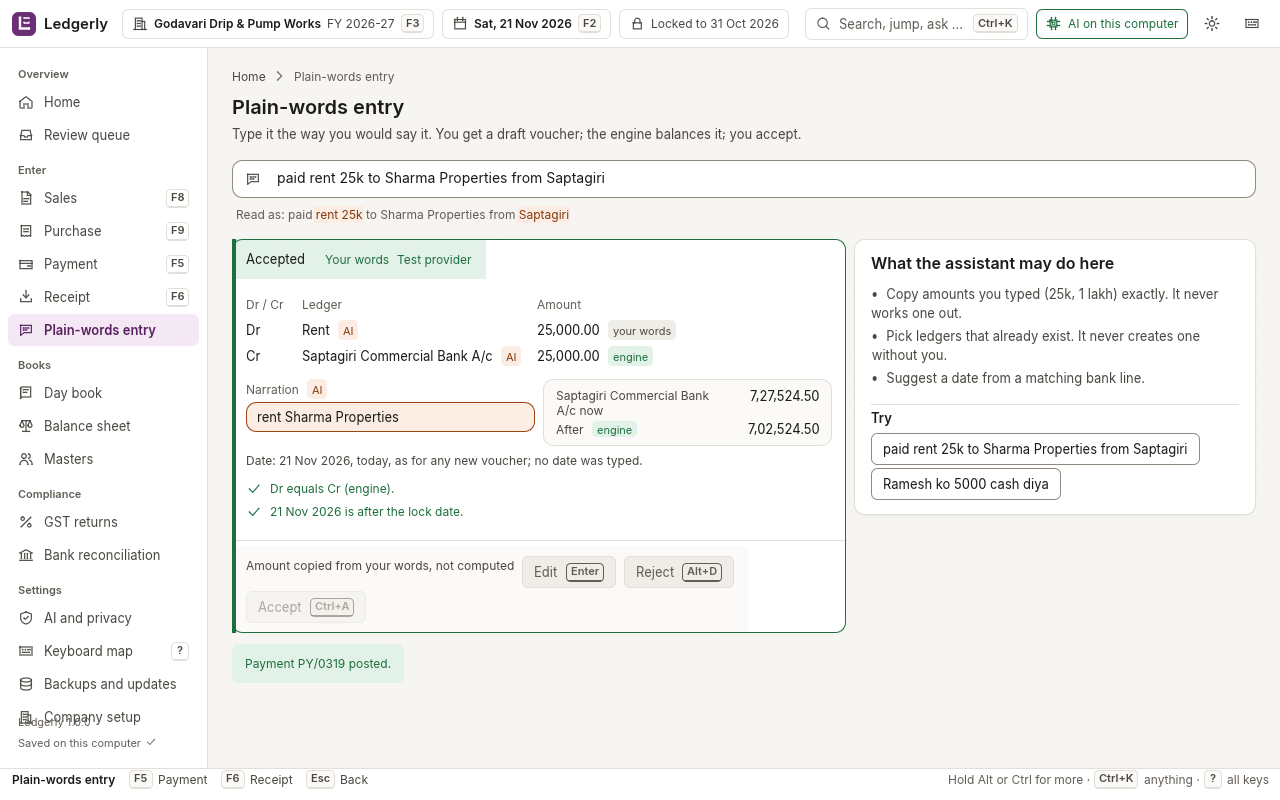 Ledgerly
Godavari Drip & Pump Works FY 2026-27 F3
Sat, 21 Nov 2026 F2
Locked to 31 Oct 2026
Search, jump, ask ... Ctrl+K
AI on this computer
Overview
Home
Review queue
Enter
Sales F8
Purchase F9
Payment F5
Receipt F6
Plain-words entry
Books
Day book
Balance sheet
Masters
Compliance
GST returns
Bank reconciliation
Settings
AI and privacy
Keyboard map ?
Backups and updates
Company setup
Saved on this computer
Home > Plain-words entry
Plain-words entry
Type it the way you would say it. You get a draft voucher; the engine balances it; you accept.
paid rent 25k to Sharma Properties from Saptagiri
Read as: paid rent 25k to Sharma Properties from Saptagiri
Accepted Your words Test provider
Dr / Cr Ledger Amount
Dr Rent AI 25,000.00 your words
Cr Saptagiri Commercial Bank A/c AI 25,000.00 engine
Narration AI
rent Sharma Properties
Saptagiri Commercial Bank 7,27,524.50
A/c now
After engine 7,02,524.50
Date: 21 Nov 2026, today, as for any new voucher; no date was typed.
Dr equals Cr (engine).
21 Nov 2026 is after the lock date.
Amount copied from your words, not computed Edit Enter Reject Alt+D
Accept Ctrl+A
Payment PY/0319 posted.
What the assistant may do here
• Copy amounts you typed (25k, 1 lakh) exactly. It never
works one out.
• Pick ledgers that already exist. It never creates one
without you.
• Suggest a date from a matching bank line.
Try
paid rent 25k to Sharma Properties from Saptagiri
Ramesh ko 5000 cash diya
Plain-words entry F5 Payment F6 Receipt Esc Back
Hold Alt or Ctrl for more · Ctrl+K anything · ? all keys